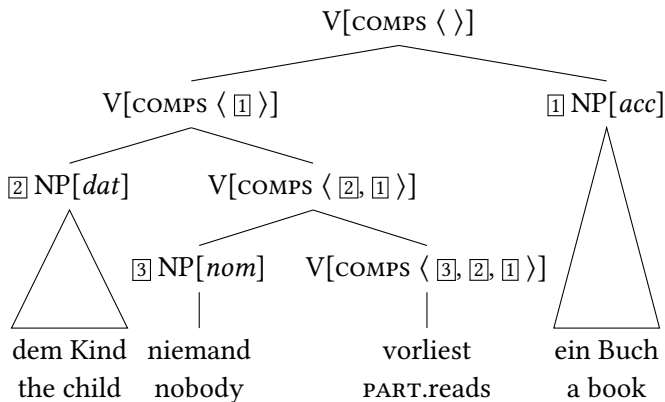 V[COMPS ⟨ ⟩]
V[COMPS ⟨ 1 ⟩] 1 NP[acc]
2 NP[dat] V[COMPS ⟨ 2, 1 ⟩]
3 NP[nom] V[COMPS ⟨ 3, 2, 1 ⟩]
dem Kind niemand vorliest ein Buch
the child nobody PART.reads a book